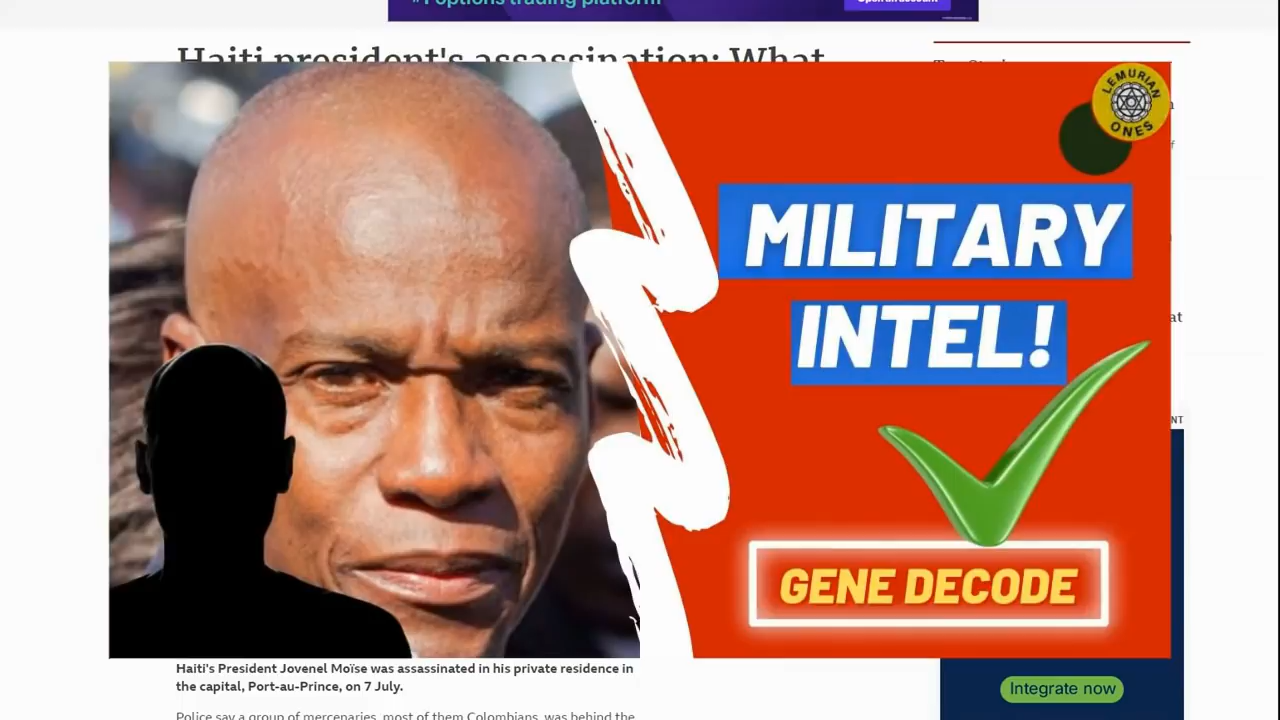 Haiti president's assassination: What
LEMURIAN
ONES
MILITARY
INTEL!
GENE DECODE
Haiti's President Jovenel Moïse was assassinated in his private residence in
the capital, Port-au-Prince, on 7 July.
Police say a group of mercenaries, most of them Colombians, was behind the
Integrate now